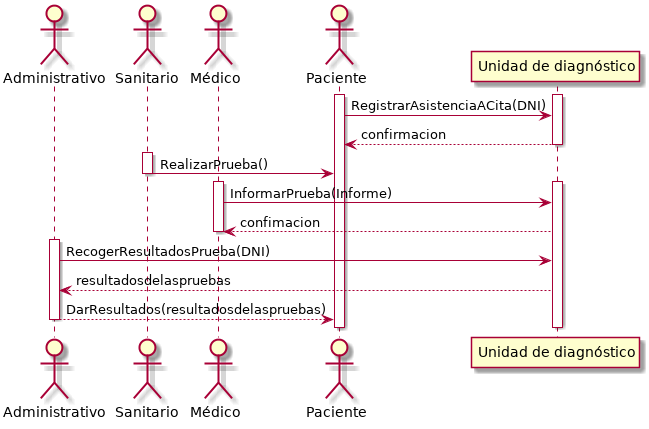 Administrativo Sanitario Médico Paciente Unidad de diagnóstico
RegistrarAsistenciaACita(DNI)
confirmacion
RealizarPrueba()
InformarPrueba(Informe)
confimacion
RecogerResultadosPrueba(DNI)
resultadosdelaspruebas
DarResultados(resultadosdelaspruebas)
Administrativo Sanitario Médico Paciente Unidad de diagnóstico